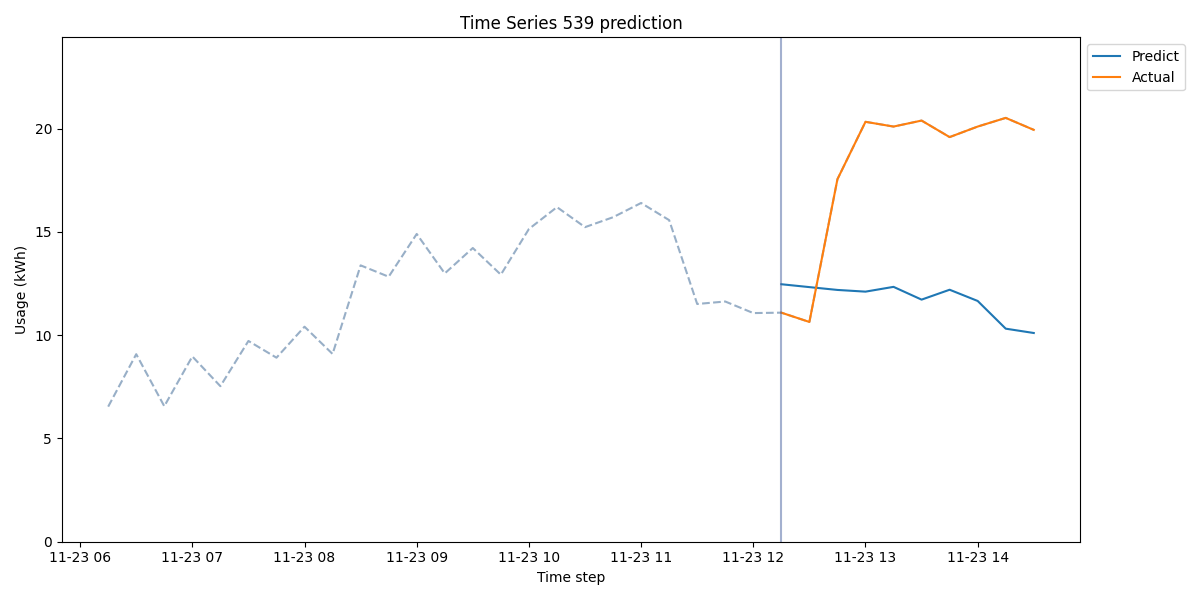 Time Series 539 prediction
Predict
Actual
Usage (kWh)
20
15
10
5
0
11-23 06 11-23 07 11-23 08 11-23 09 11-23 10 11-23 11 11-23 12 11-23 13 11-23 14
Time step